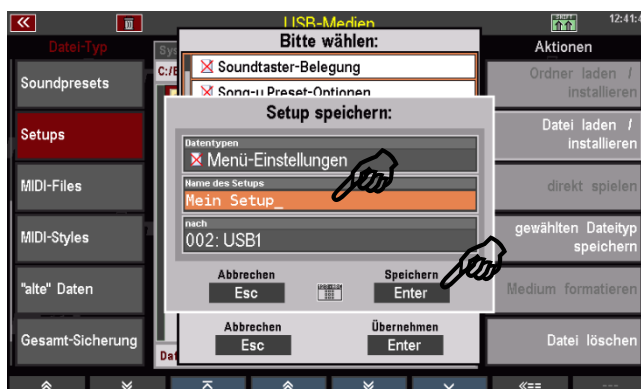 USB-Medien
12:41:4
Datei-Typ
Soundpresets
Setups
MIDI-Files
MIDI-Styles
"alte" Daten
Gesamt-Sicherung
Sys
C:/E
Dat
Bitte wählen:
Soundtaster-Belegung
Song-u Preset-Optionen
Setup speichern:
Datentypen
Menü-Einstellungen
Name des Setups
Mein Setup_
nach
002: USB1
Abbrechen
Esc
Speichern
Enter
Abbrechen
Esc
Übernehmen
Enter
Aktionen
Ordner laden /
installieren
Datei laden /
installieren
direkt spielen
gewählten Dateityp
speichern
Medium formatieren
Datei löschen
«==
---